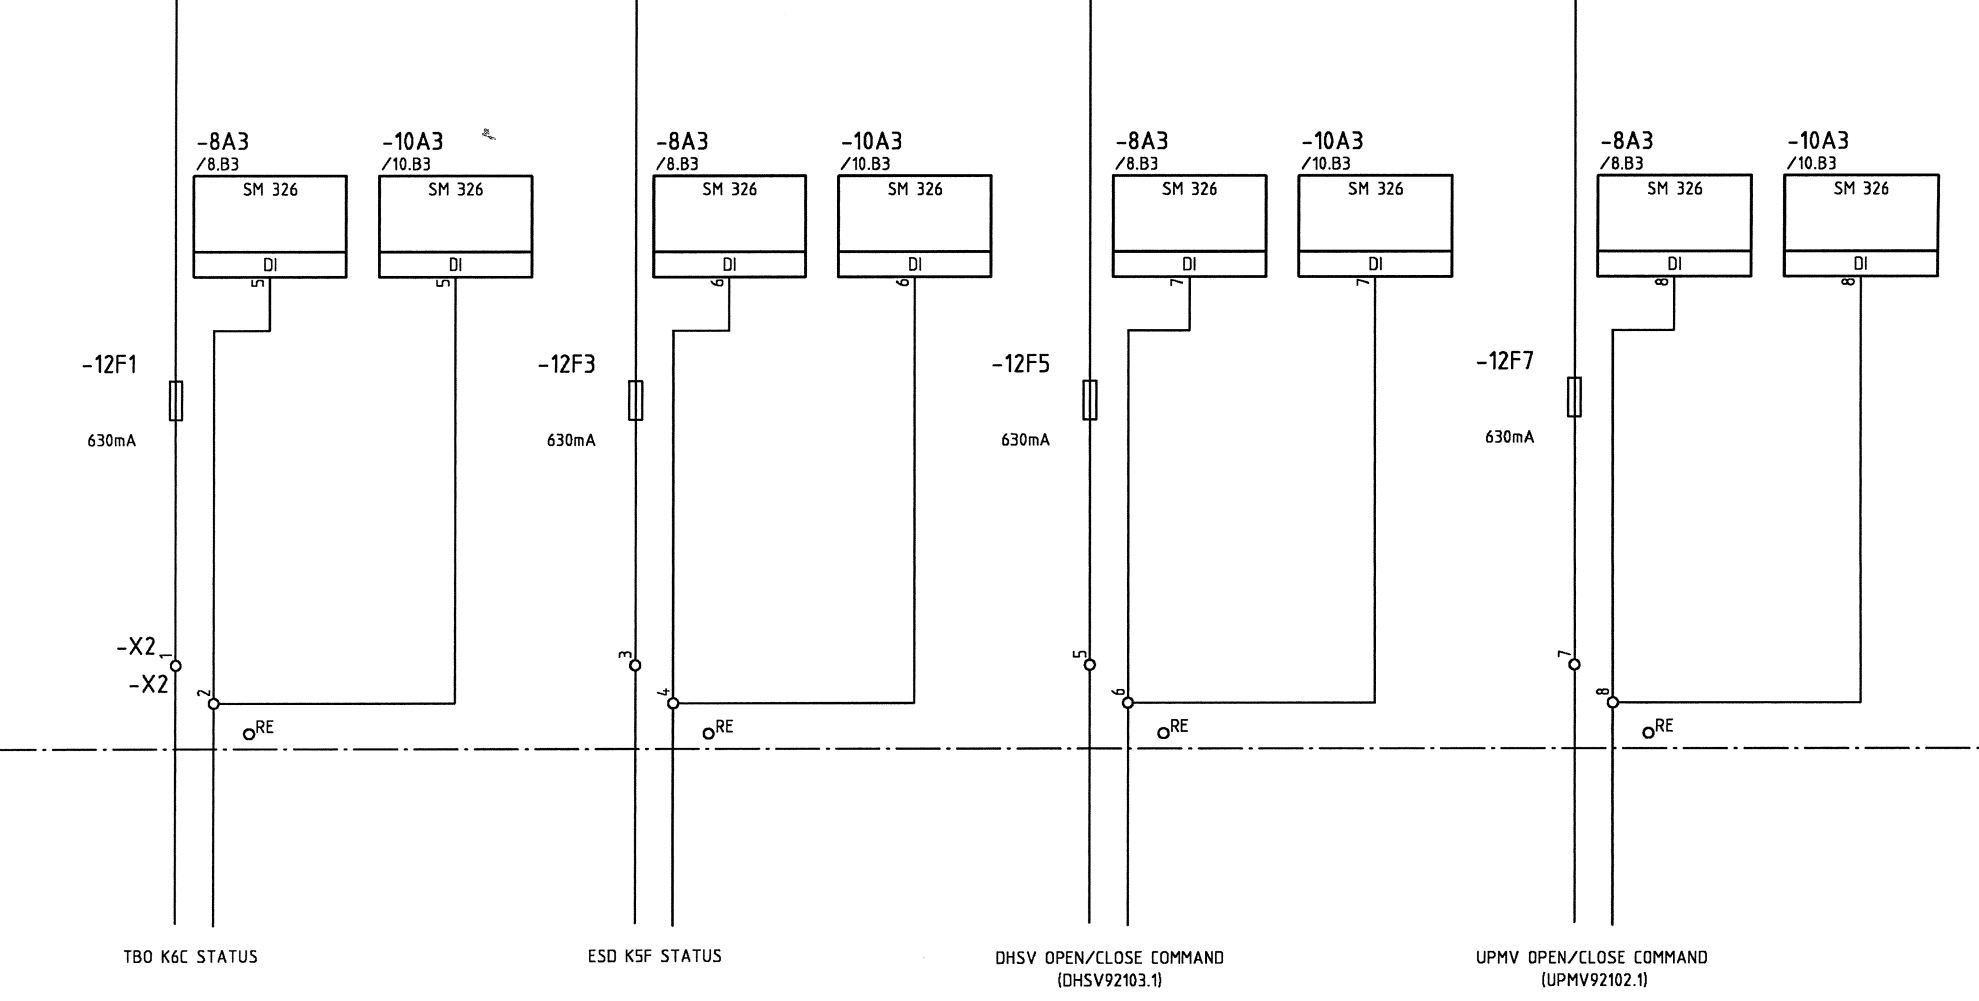 -8A3
/8.B3
SM 326
DI
5
-10A3
/10.B3
SM 326
DI
5
-12F1
630mA
-X2
1
-X2
2
RE
TBO K6C STATUS
-8A3
/8.B3
SM 326
DI
6
-10A3
/10.B3
SM 326
DI
6
-12F3
630mA
3
4
RE
ESD K5F STATUS
-8A3
/8.B3
SM 326
DI
7
-10A3
/10.B3
SM 326
DI
7
-12F5
630mA
5
6
RE
DHSV OPEN/CLOSE COMMAND
(DHSV92103.1)
-8A3
/8.B3
SM 326
DI
8
-10A3
/10.B3
SM 326
DI
8
-12F7
630mA
7
8
RE
UPMV OPEN/CLOSE COMMAND
(UPMV92102.1)